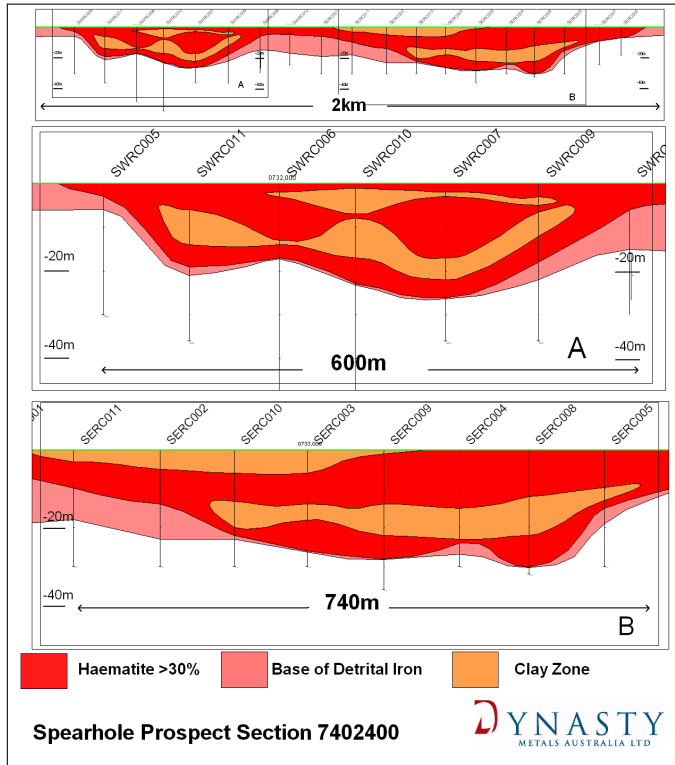 A
B
2km
SWRC005
SWRC011
SWRC006
SWRC010
SWRC007
SWRC009
0732,000
-20m
-20m
-40m
-40m
A
600m
SERC011
SERC002
SERC010
SERC003
SERC009
SERC004
SERC008
SERC005
0733,000
-20m
-40m
740m
B
Haematite >30%
Base of Detrital Iron
Clay Zone
Spearhole Prospect Section 7402400
DYNASTY
METALS AUSTRALIA LTD